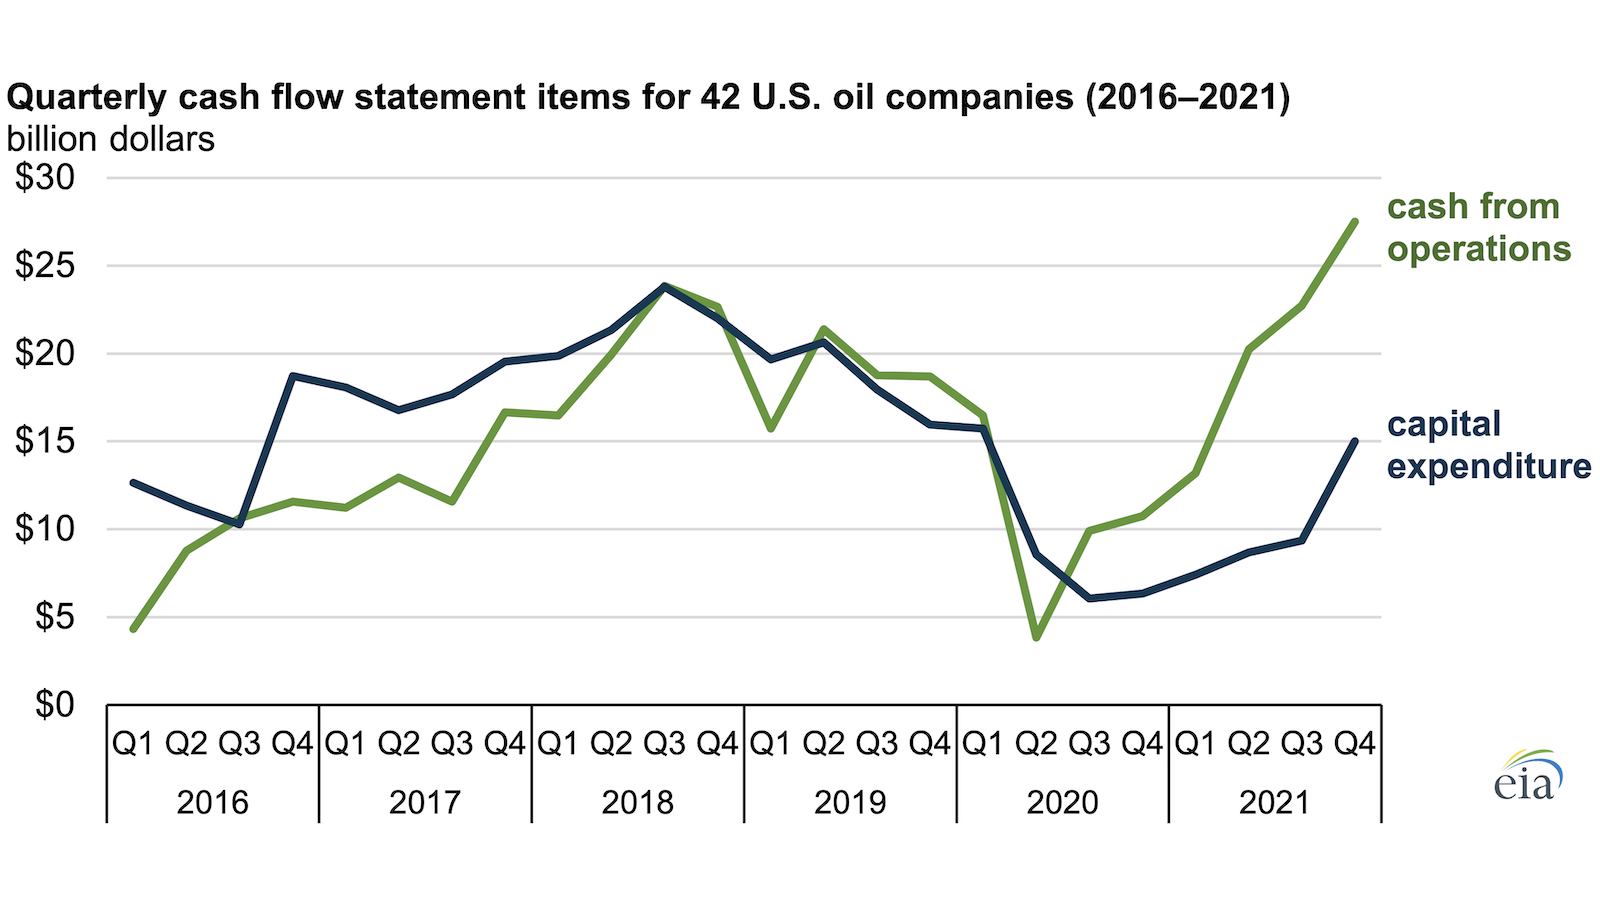 Quarterly cash flow statement items for 42 U.S. oil companies (2016–2021)
billion dollars
$30
$25
$20
$15
$10
$5
$0
cash from
operations
capital
expenditure
Q1 Q2 Q3 Q4 Q1 Q2 Q3 Q4 Q1 Q2 Q3 Q4 Q1 Q2 Q3 Q4 Q1 Q2 Q3 Q4 Q1 Q2 Q3 Q4
2016 2017 2018 2019 2020 2021
eia